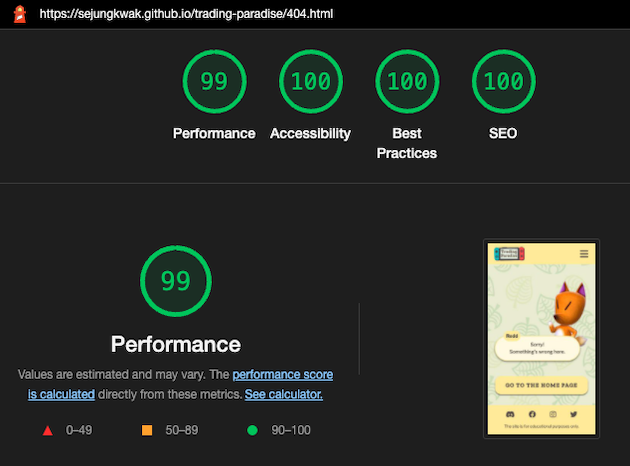 https://sejungkwak.github.io/trading-paradise/404.html
99
100
100
100
Performance
Accessibility
Best
Practices
SEO
99
Performance
Values are estimated and may vary. The performance score
is calculated directly from these metrics. See calculator.
0–49
50–89
90–100
Redd
Sorry!
Something's wrong here.
GO TO THE HOME PAGE
The site is for educational purposes only.